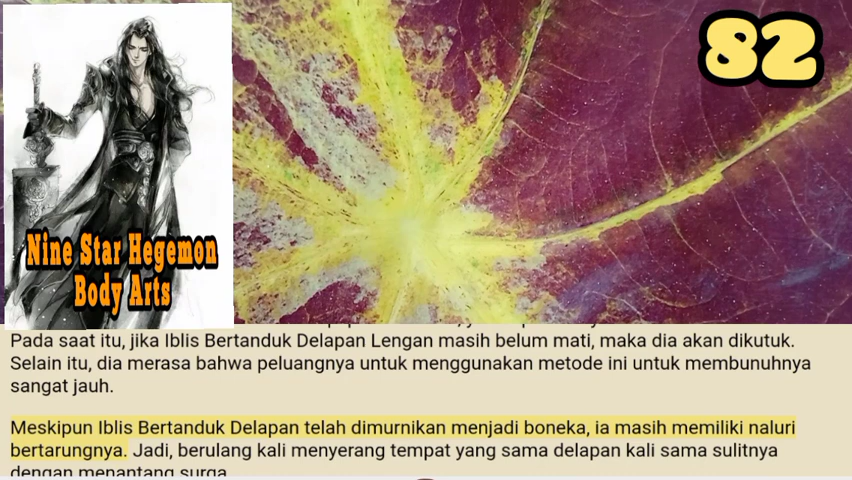 82
Nine Star Hegemon
Body Arts
Pada saat itu, jika Iblis Bertanduk Delapan Lengan masih belum mati, maka dia akan dikutuk.
Selain itu, dia merasa bahwa peluangnya untuk menggunakan metode ini untuk membunuhnya
sangat jauh.
Meskipun Iblis Bertanduk Delapan telah dimurnikan menjadi boneka, ia masih memiliki naluri
bertarungnya. Jadi, berulang kali menyerang tempat yang sama delapan kali sama sulitnya
dengan menantang surga.